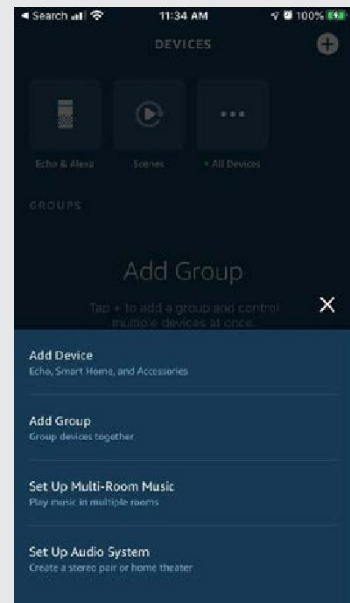 Search
11:34 AM
100%
DEVICES
Echo & Alexa
Scenes
+ All Devices
GROUPS
Add Group
Tap + to add a group and control
multiple devices at once.
Add Device
Echo, Smart Home, and Accessories
Add Group
Group devices together
Set Up Multi-Room Music
Play music in multiple rooms
Set Up Audio System
Create a stereo pair or home theater